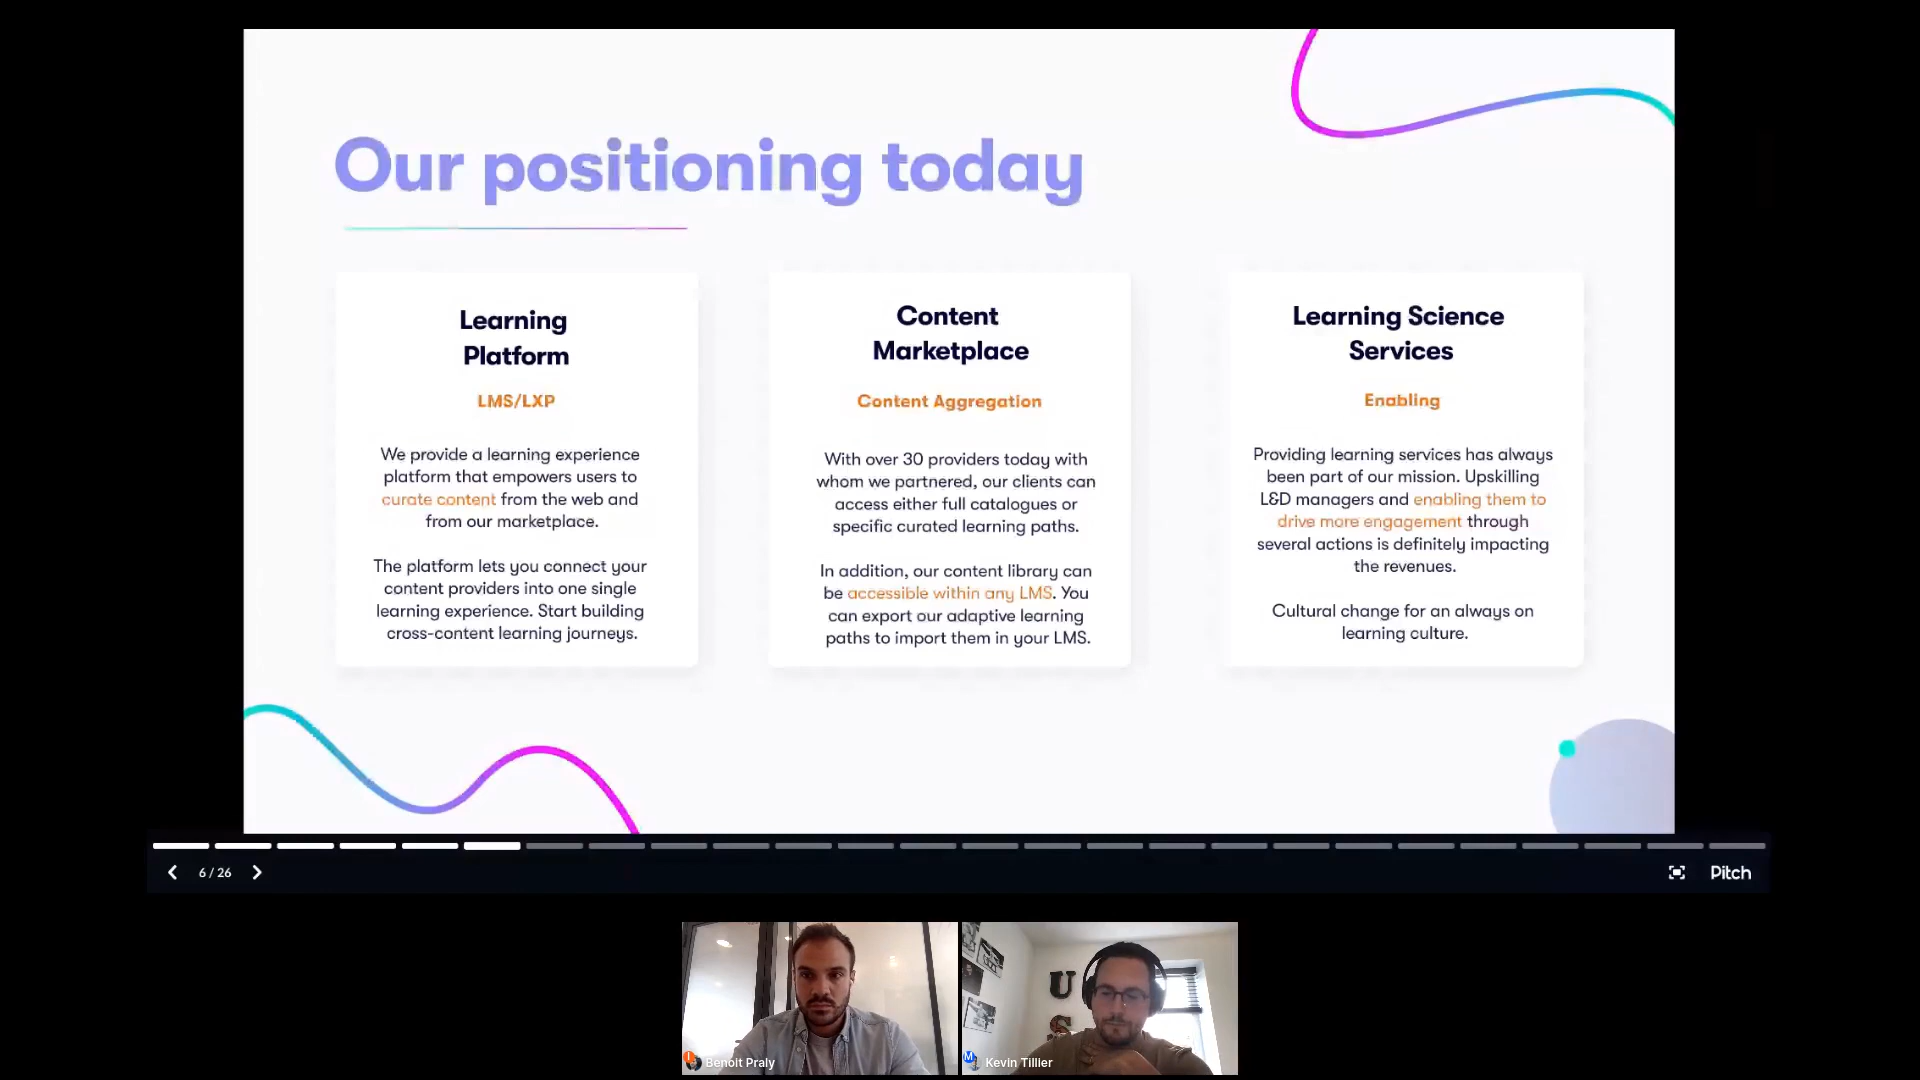 Our positioning today
Learning
Platform
LMS/LXP
We provide a learning experience
platform that empowers users to
curate content from the web and
from our marketplace.
The platform lets you connect your
content providers into one single
learning experience. Start building
cross-content learning journeys.
Content
Marketplace
Content Aggregation
With over 30 providers today with
whom we partnered, our clients can
access either full catalogues or
specific curated learning paths.
In addition, our content library can
be accessible within any LMS. You
can export our adaptive learning
paths to import them in your LMS.
Learning Science
Services
Enabling
Providing learning services has always
been part of our mission. Upskilling
L&D managers and enabling them to
drive more engagement through
several actions is definitely impacting
the revenues.
Cultural change for an always on
learning culture.
6 / 26
Pitch
U
S
Benoit Praly
M
Kevin Tillier